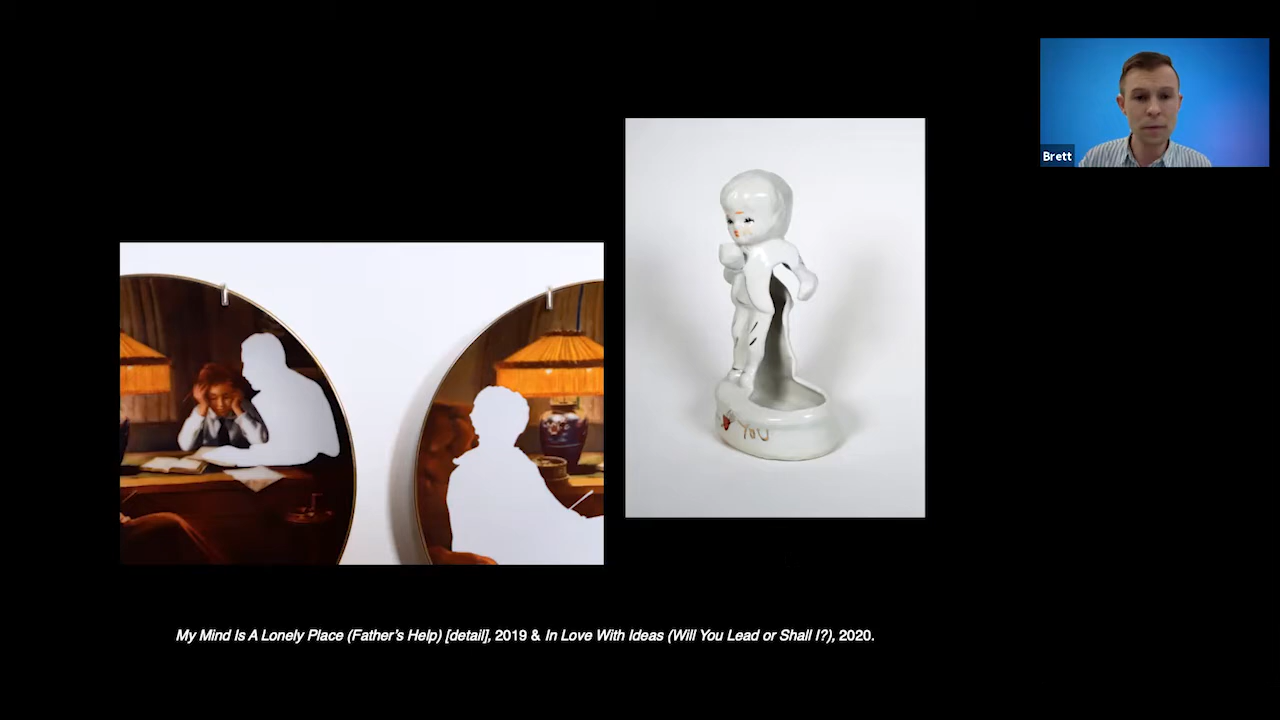 Brett
YOU
My Mind Is A Lonely Place (Father's Help) [detail], 2019 & In Love With Ideas (Will You Lead or Shall I?), 2020.